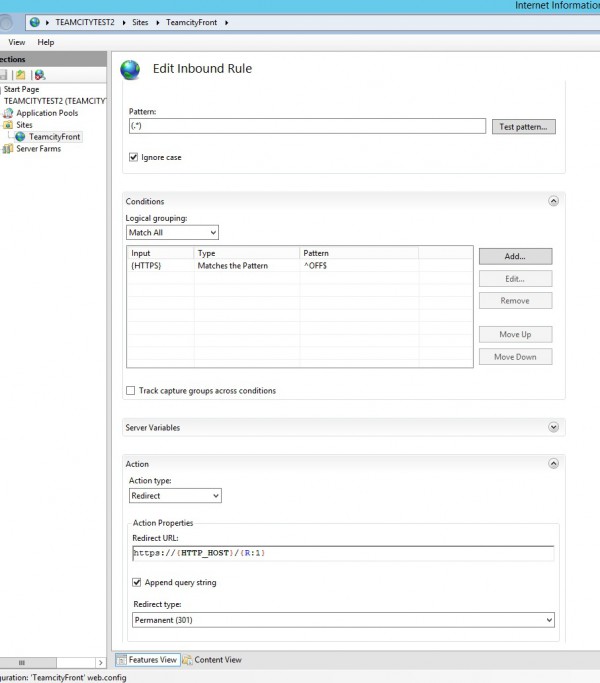 Internet Informatio
TEAMCITYTEST2 Sites TeamcityFront
View Help
nections
Start Page
TEAMCITYTEST2 (TEAMCITY
Application Pools
Sites
TeamcityFront
Server Farms
Edit Inbound Rule
Pattern:
(.*)
Test pattern...
Ignore case
Conditions
Logical grouping:
Match All
Input Type Pattern
{HTTPS} Matches the Pattern ^OFF$
Add...
Edit...
Remove
Move Up
Move Down
Track capture groups across conditions
Server Variables
Action
Action type:
Redirect
Action Properties
Redirect URL:
https://{HTTP_HOST}/{R:1}
Append query string
Redirect type:
Permanent (301)
Features View Content View
guration: 'TeamcityFront' web.config